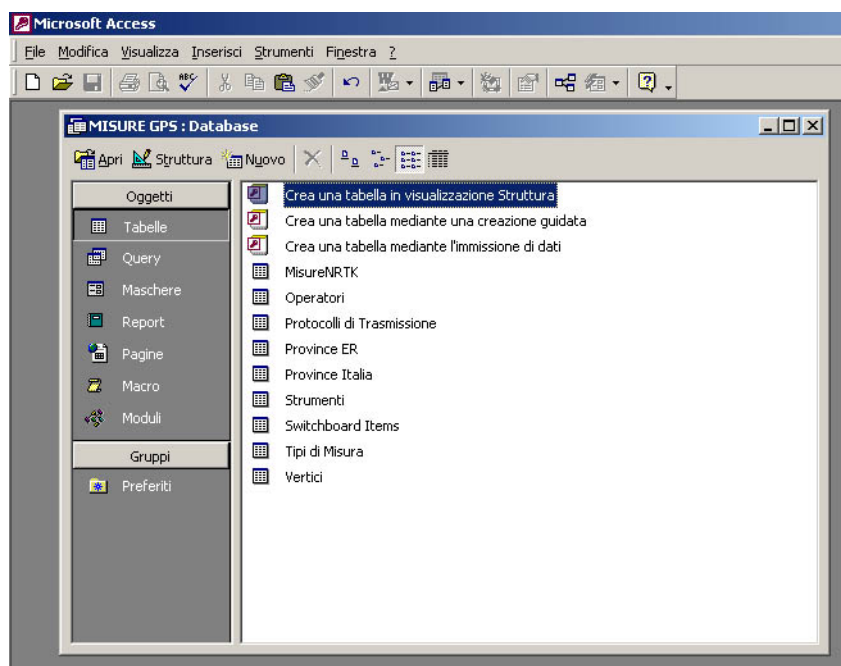 Microsoft Access
File Modifica Visualizza Inserisci Strumenti Finestra ?
MISURE GPS : Database
Apri Struttura Nuovo
Oggetti
Tabelle
Query
Maschere
Report
Pagine
Macro
Moduli
Gruppi
Preferiti
Crea una tabella in visualizzazione Struttura
Crea una tabella mediante una creazione guidata
Crea una tabella mediante l'immissione di dati
MisureNRTK
Operatori
Protocolli di Trasmissione
Province ER
Province Italia
Strumenti
Switchboard Items
Tipi di Misura
Vertici